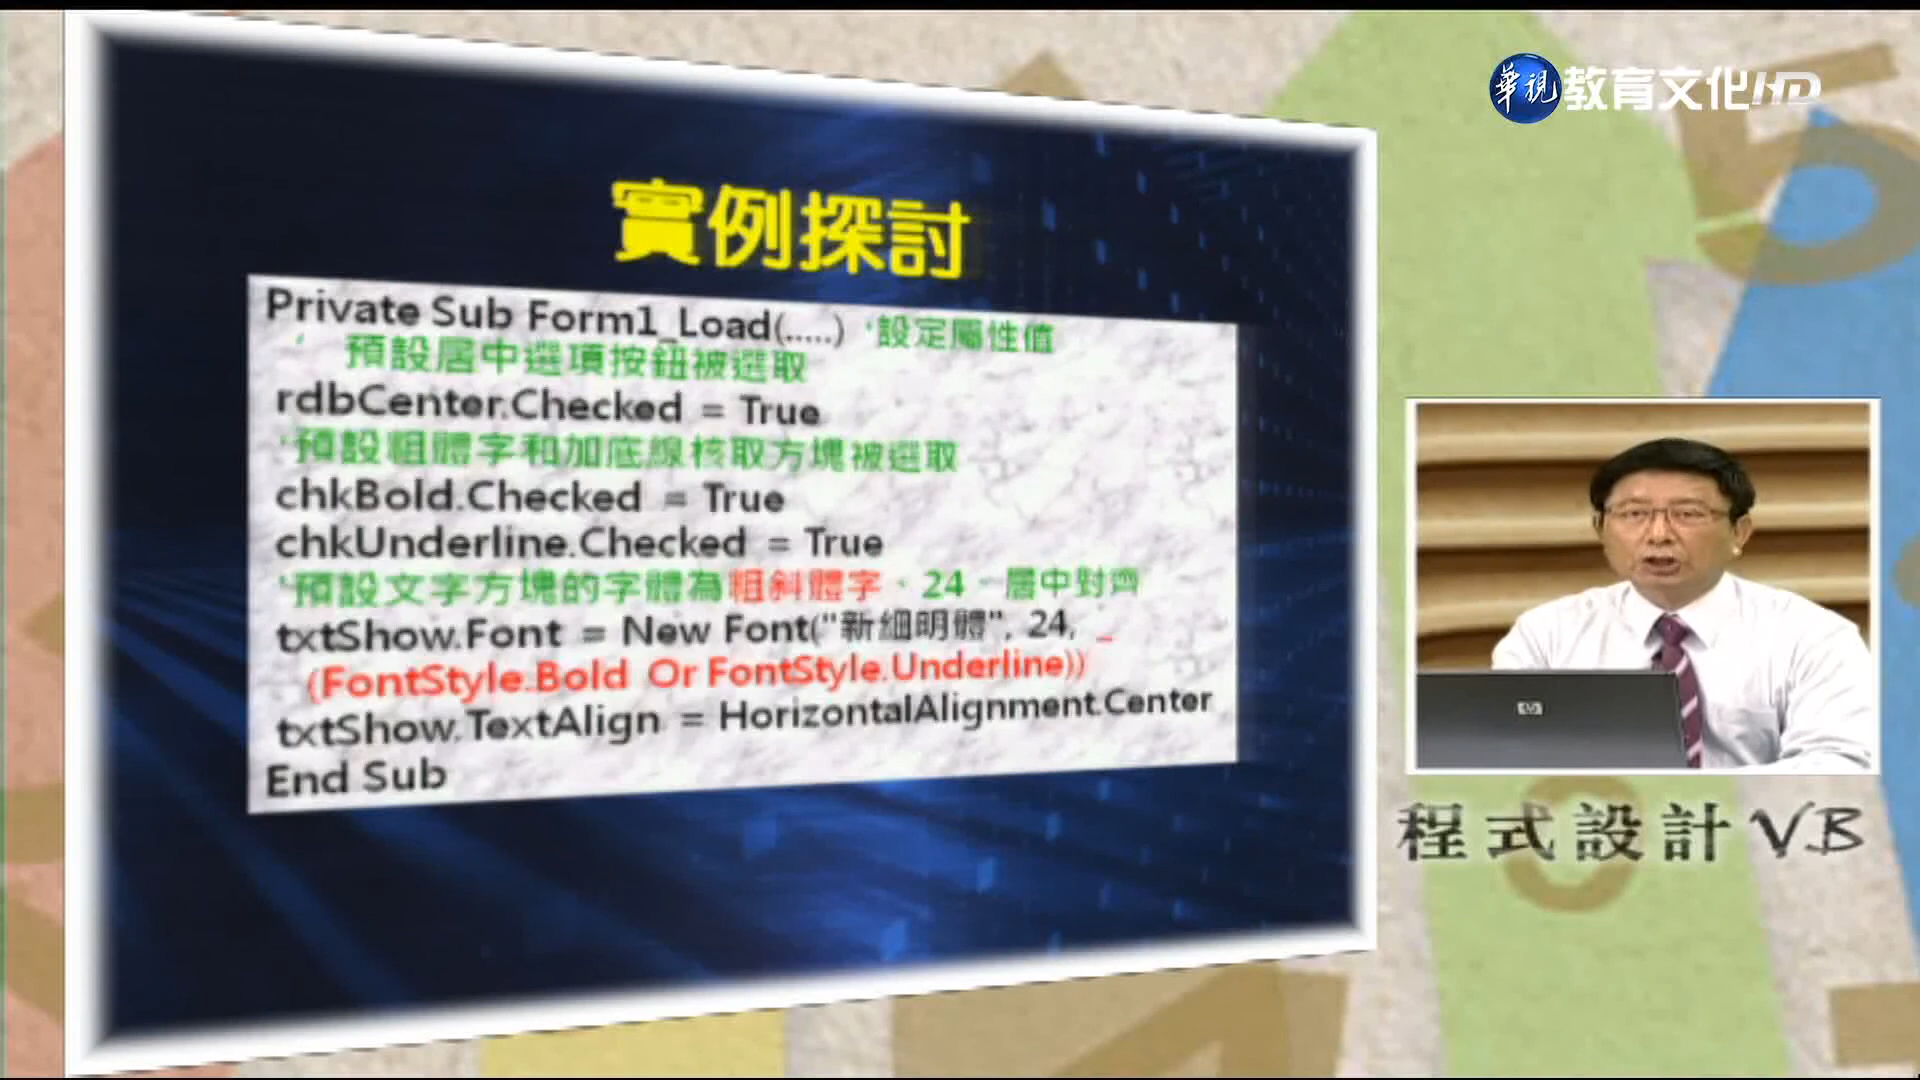 華視 教育文化HD
實例探討
Private Sub Form1_Load(.....) '設定屬性值
' 預設居中選項按鈕被選取
rdbCenter.Checked = True
'預設粗體字和加底線核取方塊被選取
chkBold.Checked = True
chkUnderline.Checked = True
'預設文字方塊的字體為粗斜體字、24、居中對齊
txtShow.Font = New Font("新細明體", 24, _
(FontStyle.Bold Or FontStyle.Underline))
txtShow.TextAlign = HorizontalAlignment.Center
End Sub
程式設計VB